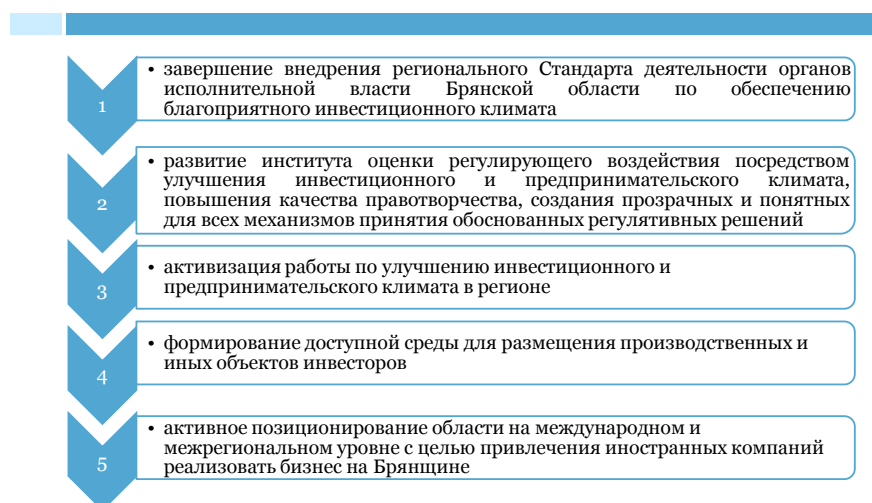 1
• завершение внедрения регионального Стандарта деятельности органов
исполнительной власти Брянской области по обеспечению
благоприятного инвестиционного климата
2
• развитие института оценки регулирующего воздействия посредством
улучшения инвестиционного и предпринимательского климата,
повышения качества правотворчества, создания прозрачных и понятных
для всех механизмов принятия обоснованных регулятивных решений
3
• активизация работы по улучшению инвестиционного и
предпринимательского климата в регионе
4
• формирование доступной среды для размещения производственных и
иных объектов инвесторов
5
• активное позиционирование области на международном и
межрегиональном уровне с целью привлечения иностранных компаний
реализовать бизнес на Брянщине